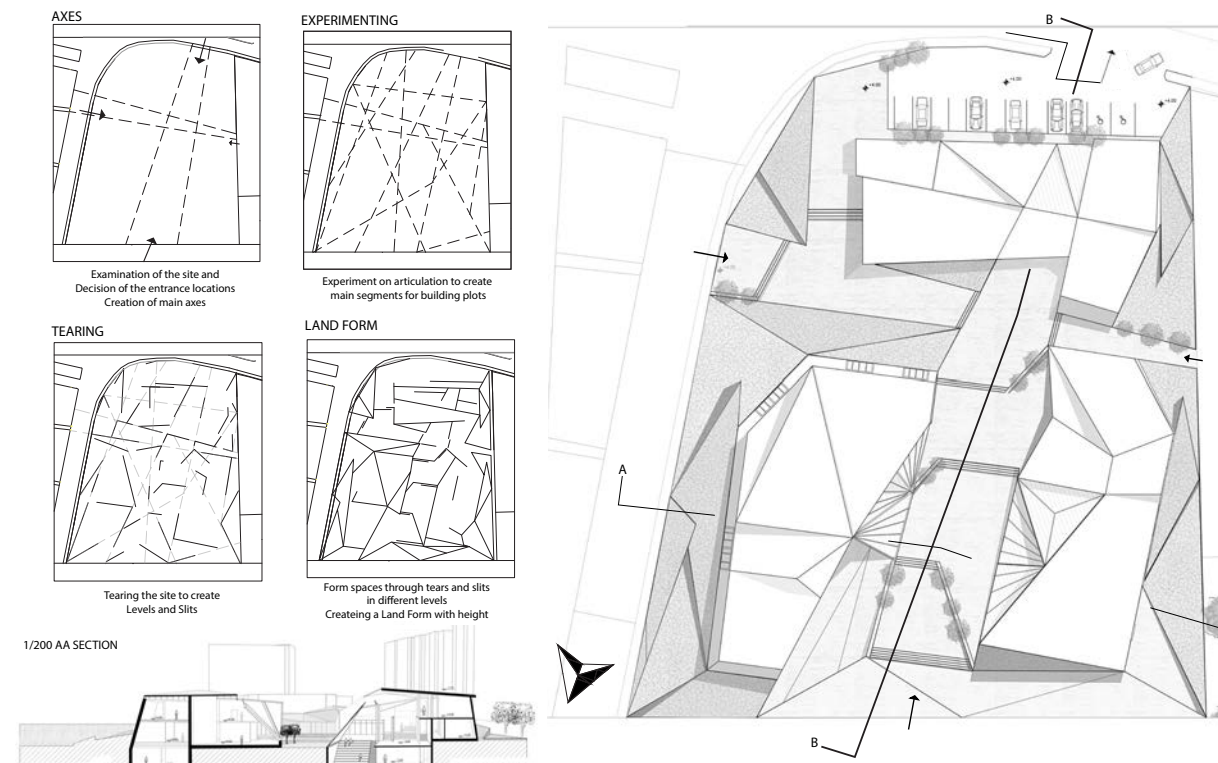 AXES
Examination of the site and
Decision of the entrance locations
Creation of main axes
EXPERIMENTING
Experiment on articulation to create
main segments for building plots
TEARING
Tearing the site to create
Levels and Slits
LAND FORM
Form spaces through tears and slits
in different levels
Createing a Land Form with height
1/200 AA SECTION
B
A
B